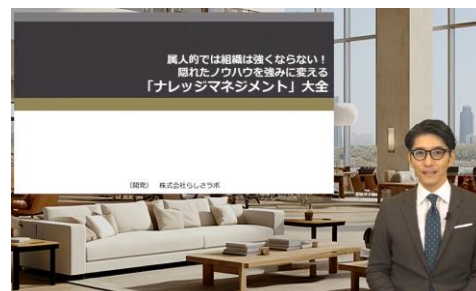 属人的では組織は強くならない！
隠れたノウハウを強みに変える
「ナレッジマネジメント」大全
（開発）　株式会社らしさラボ